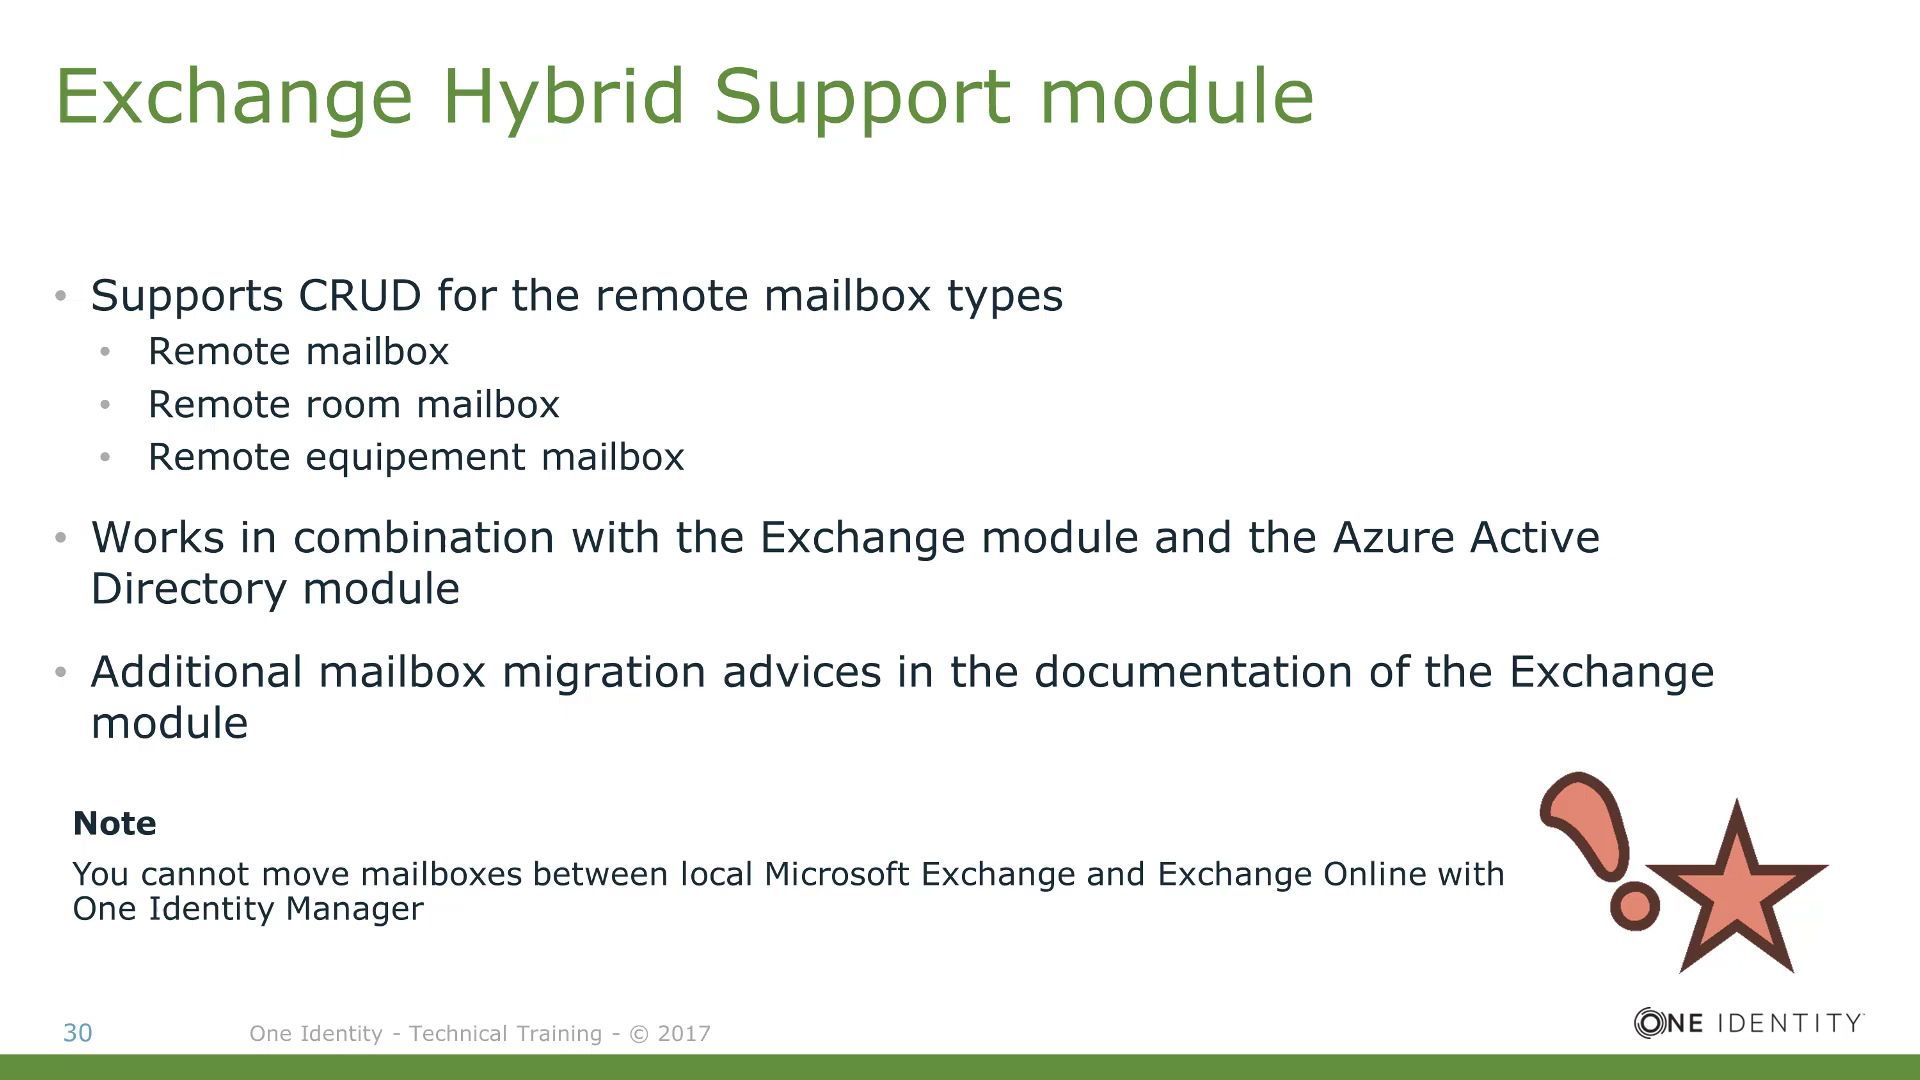 Exchange Hybrid Support module
• Supports CRUD for the remote mailbox types
• Remote mailbox
• Remote room mailbox
• Remote equipement mailbox
• Works in combination with the Exchange module and the Azure Active
Directory module
• Additional mailbox migration advices in the documentation of the Exchange
module
Note
You cannot move mailboxes between local Microsoft Exchange and Exchange Online with
One Identity Manager
30 One Identity - Technical Training - © 2017
ONE IDENTITY